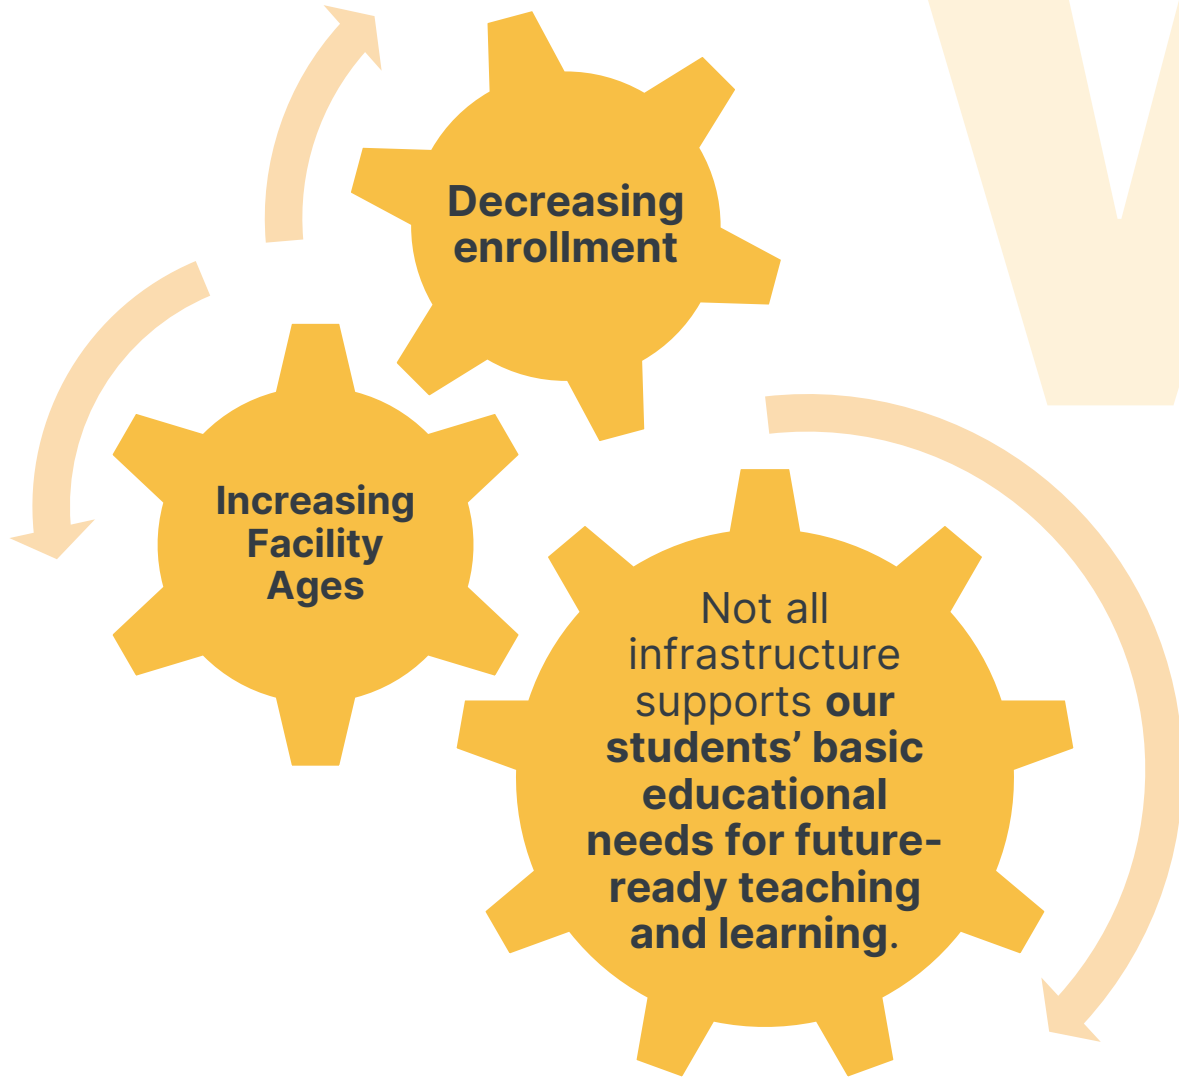 Decreasing
enrollment
Increasing
Facility
Ages
Not all
infrastructure
supports our
students’ basic
educational
needs for future-
ready teaching
and learning.